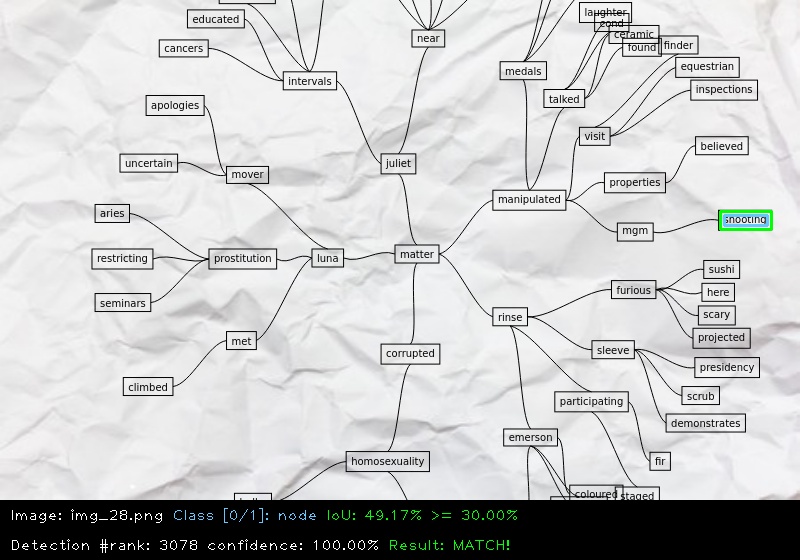 laughter
educated
cond
ceramic
near
finder
cancers
found
equestrian
medals
intervals
inspections
talked
apologies
visit
believed
uncertain
juliet
mover
properties
manipulated
aries
shooting
mgm
matter
restricting
prostitution
luna
sushi
furious
here
seminars
scary
rinse
projected
met
sleeve
corrupted
presidency
climbed
scrub
participating
demonstrates
emerson
homosexuality
fir
coloured
staged
Image: img_28.png Class [0/1]: node IoU: 49.17% >= 30.00%
Detection #rank: 3078 confidence: 100.00% Result: MATCH!